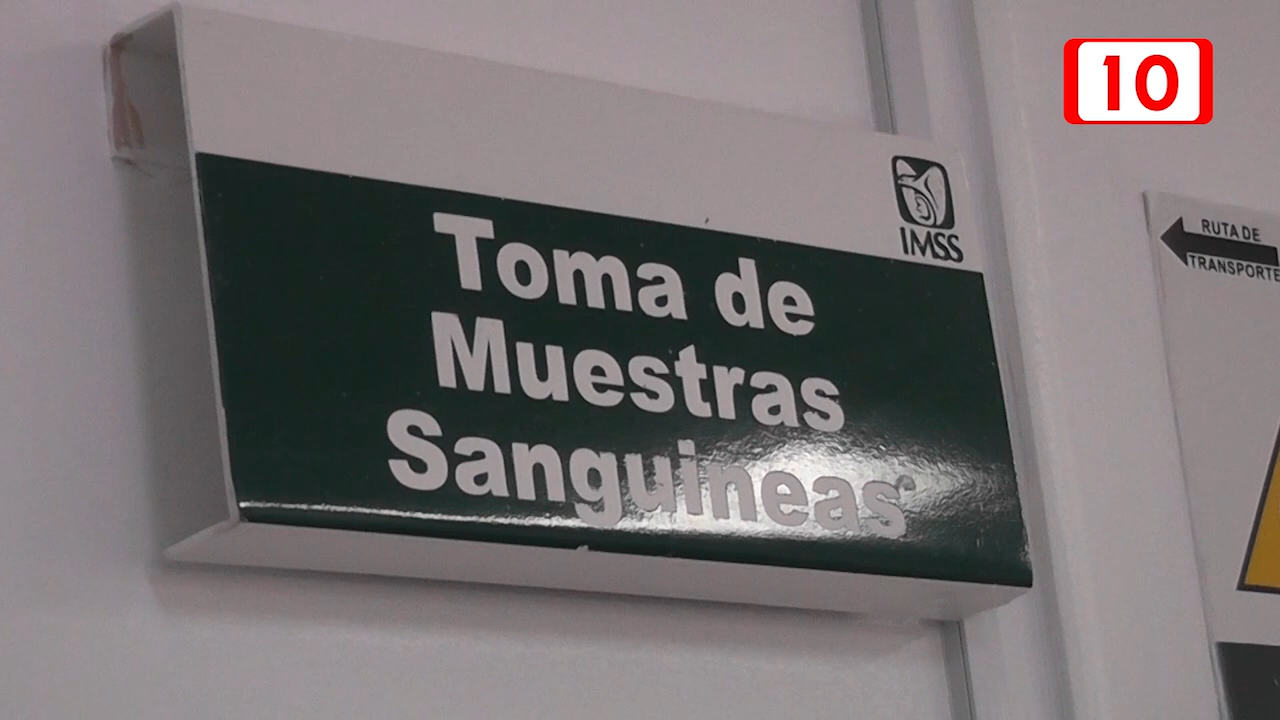 10
IMSS
Toma de
Muestras
Sanguineas
RUTA DE
TRANSPORTE